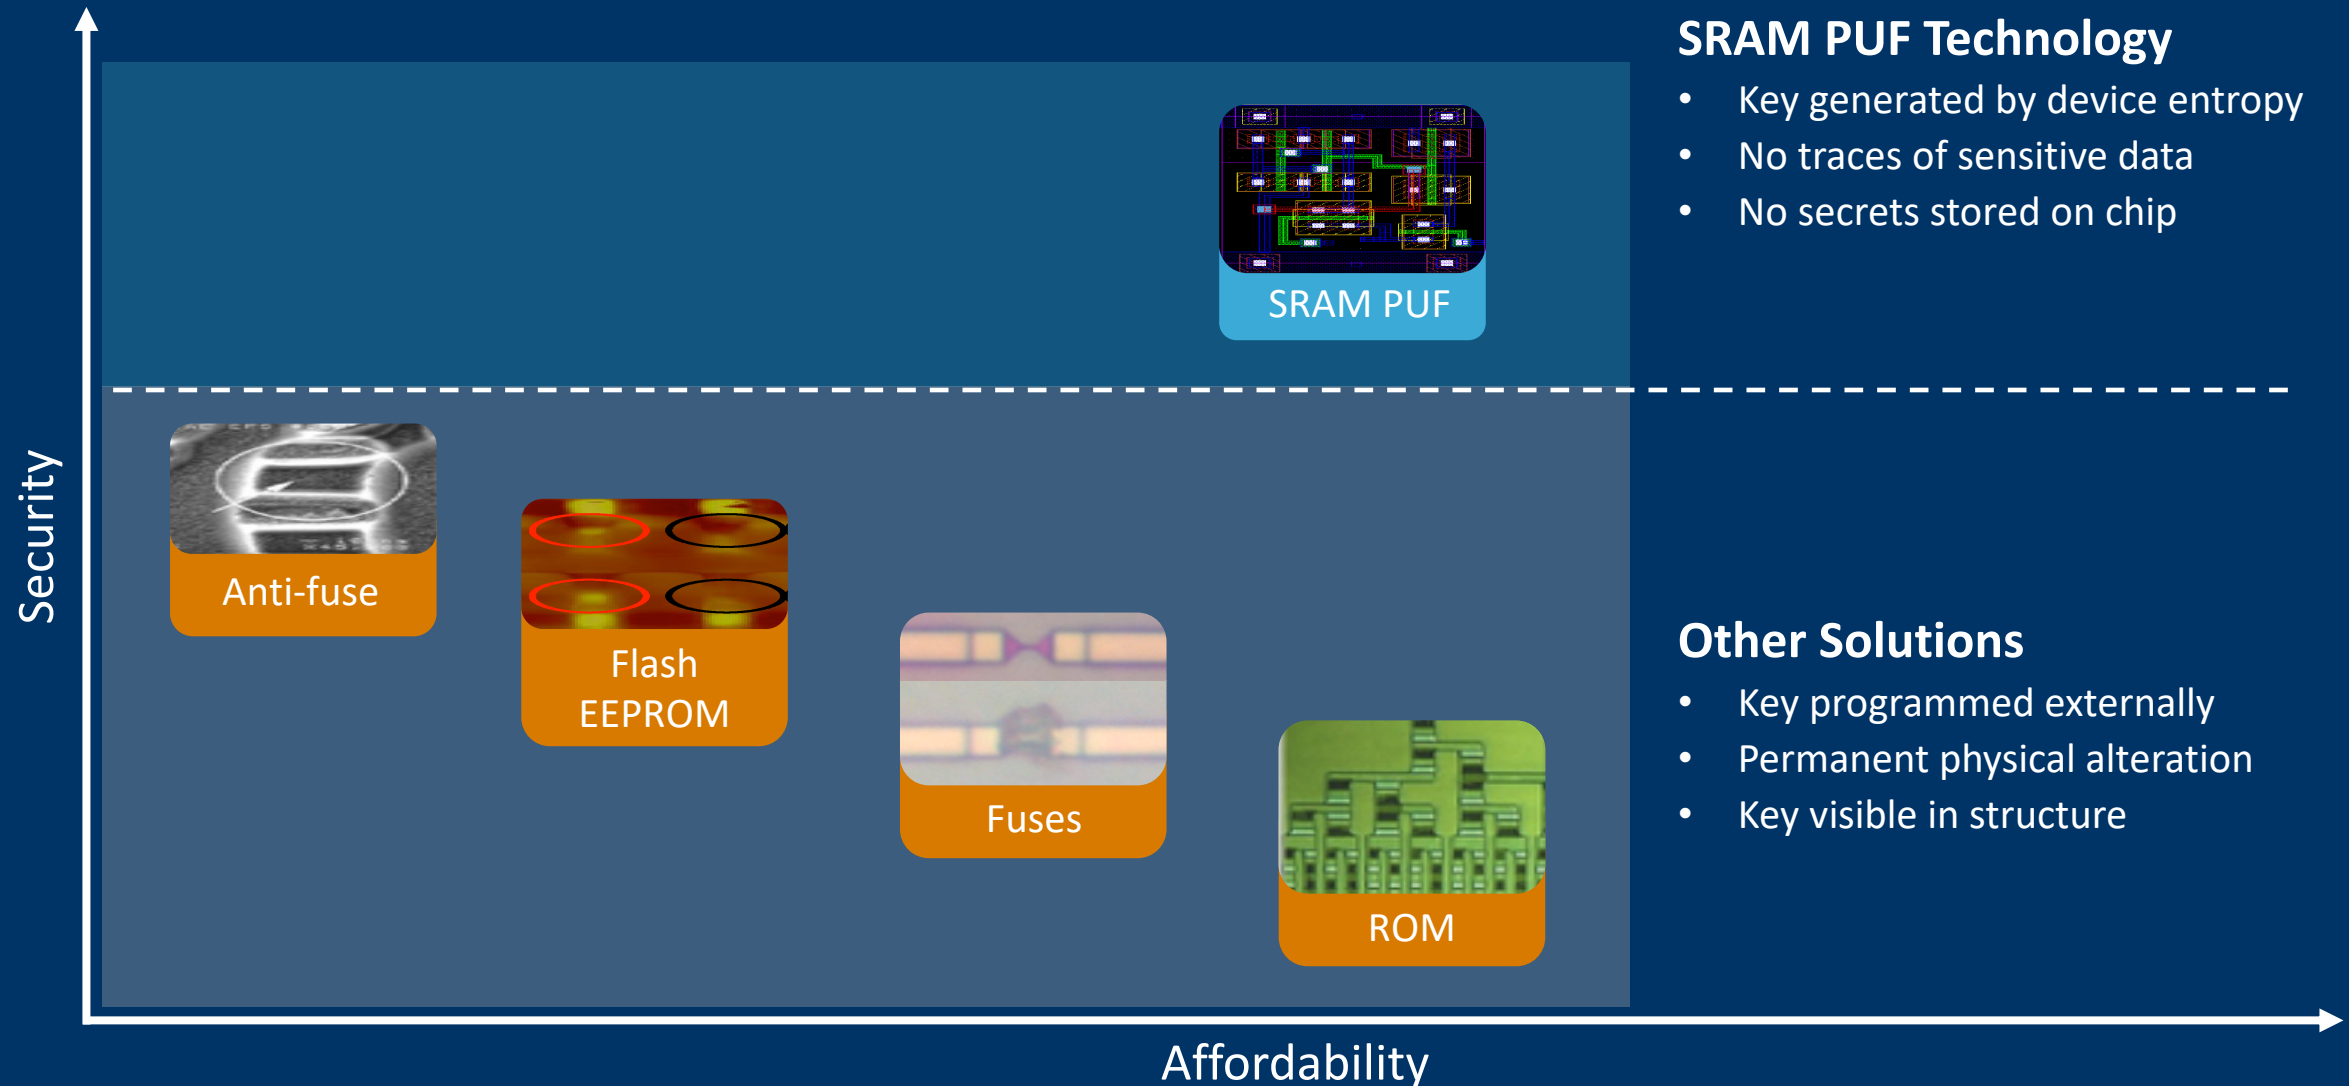 SRAM PUF Technology
• Key generated by device entropy
• No traces of sensitive data
• No secrets stored on chip
SRAM PUF
Security
Anti-fuse
Flash
EEPROM
Fuses
ROM
Other Solutions
• Key programmed externally
• Permanent physical alteration
• Key visible in structure
Affordability